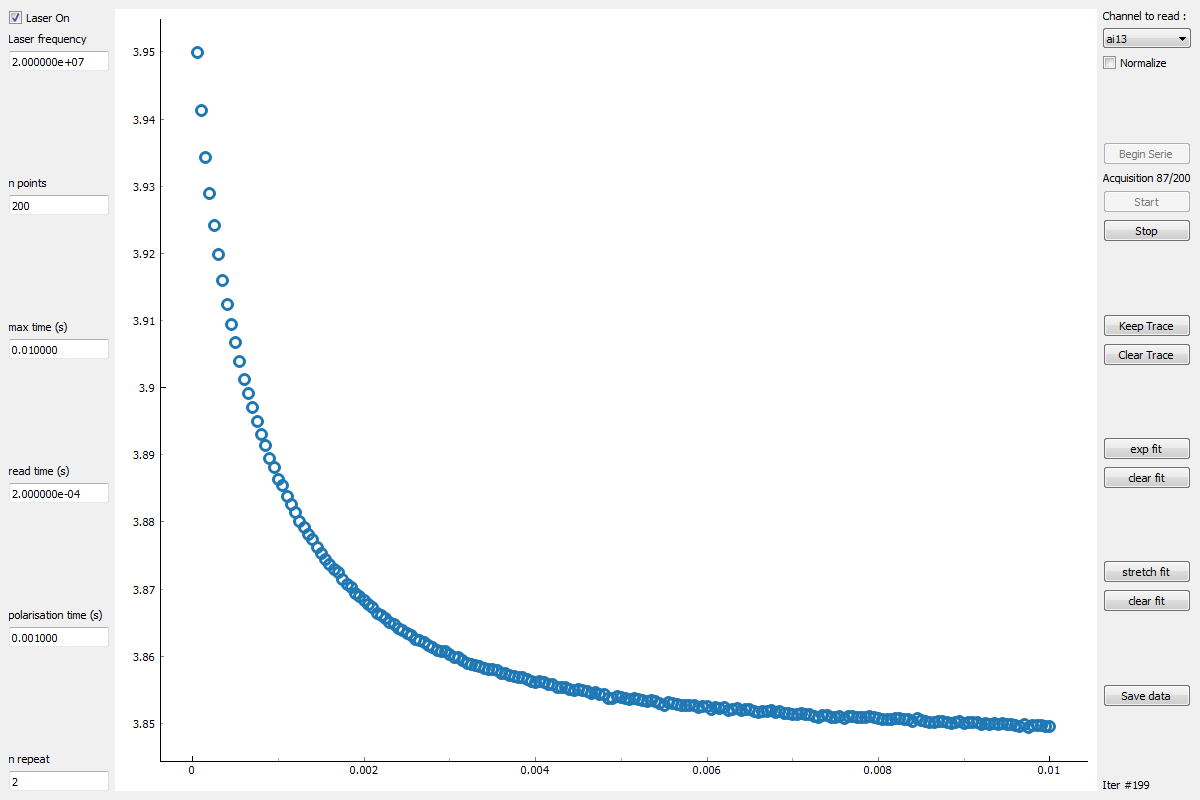 Laser On
Laser frequency
2.000000e+07
n points
200
max time (s)
0.010000
read time (s)
2.000000e-04
polarisation time (s)
0.001000
n repeat
2
3.95
3.94
3.93
3.92
3.91
3.9
3.89
3.88
3.87
3.86
3.85
0
0.002
0.004
0.006
0.008
0.01
Channel to read :
ai13
Normalize
Begin Serie
Acquisition 87/200
Start
Stop
Keep Trace
Clear Trace
exp fit
clear fit
stretch fit
clear fit
Save data
Iter #199